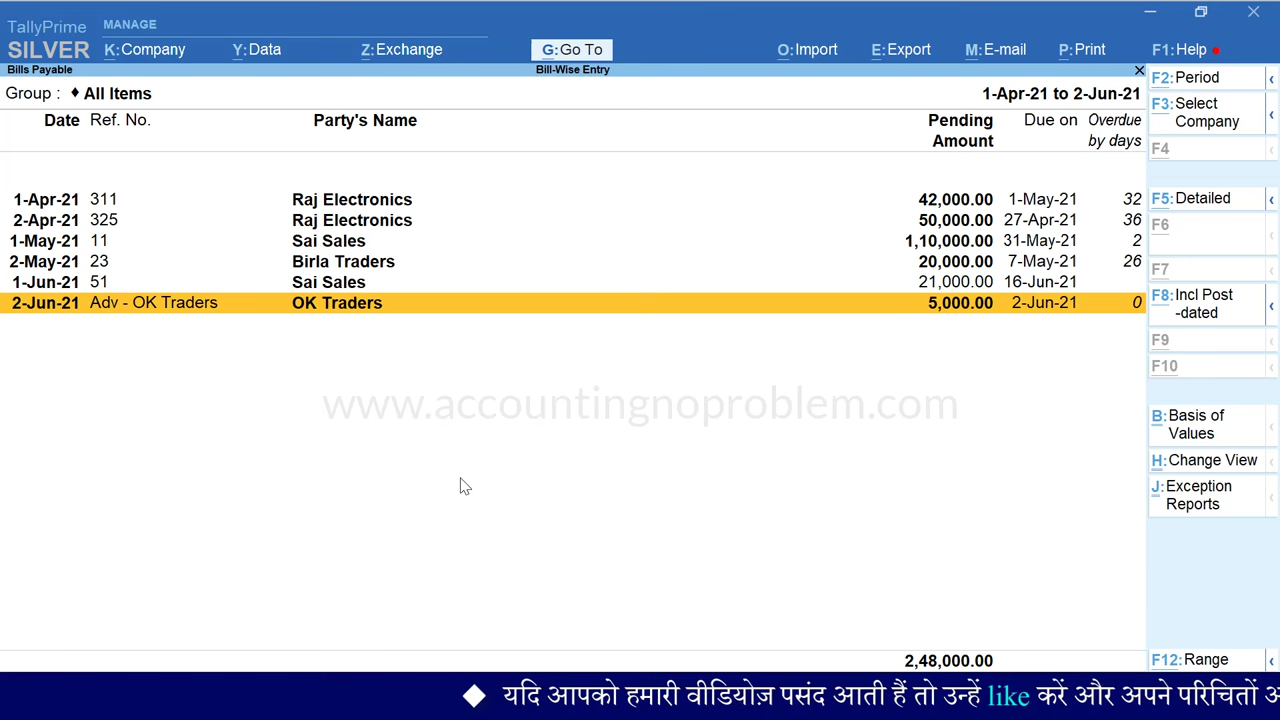 TallyPrime MANAGE
SILVER K:Company Y:Data Z:Exchange G:Go To O:Import E:Export M:E-mail P:Print F1:Help
Bills Payable Bill-Wise Entry
Group : ♦ All Items 1-Apr-21 to 2-Jun-21
Date Ref. No. Party's Name Pending Amount Due on Overdue by days
1-Apr-21 311 Raj Electronics 42,000.00 1-May-21 32
2-Apr-21 325 Raj Electronics 50,000.00 27-Apr-21 36
1-May-21 11 Sai Sales 1,10,000.00 31-May-21 2
2-May-21 23 Birla Traders 20,000.00 7-May-21 26
1-Jun-21 51 Sai Sales 21,000.00 16-Jun-21
2-Jun-21 Adv - OK Traders OK Traders 5,000.00 2-Jun-21 0
www.accountingnoproblem.com
2,48,000.00
F2:Period
F3:Select
Company
F4
F5:Detailed
F6
F7
F8:Incl Post
-dated
F9
F10
B:Basis of
Values
H:Change View
J:Exception
Reports
F12:Range
यदि आपको हमारी वीडियोज़ पसंद आती हैं तो उन्हें like करें और अपने परिचितों